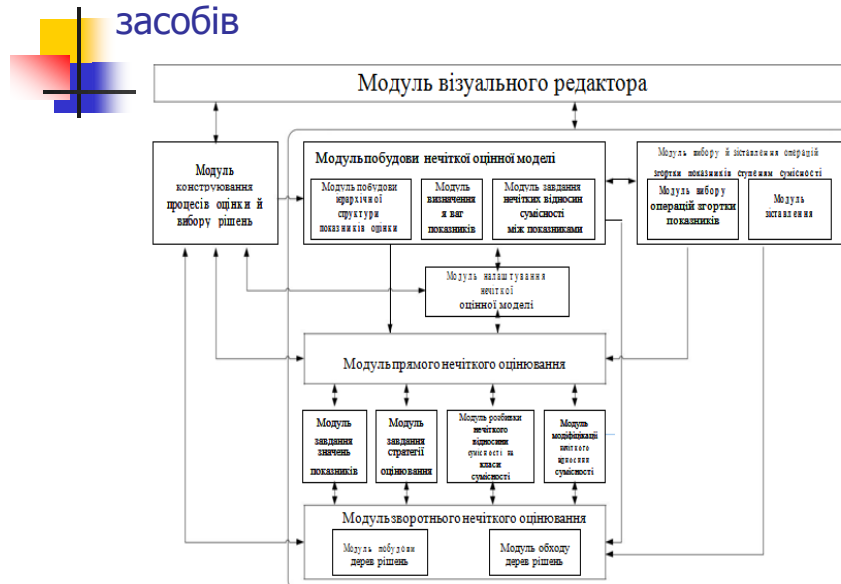 засобів
Модуль візуального редактора
Модуль
конструювання
процесів оцінки й
вибору рішень
Модуль побудови нечіткої оцінної моделі
Модуль побудови
ієрархічної
структури
показників оцінки
Модуль
визначення
я ваг
показників
Модуль завдання
нечітких відносин
сумісності
між показниками
Модуль вибору й зіставлення операцій
згортки показників ступеням сумісності
Модуль вибору
операцій згортки
показників
Модуль
зіставлення
Модуль налаштування
нечіткої
оцінної моделі
Модуль прямого нечіткого оцінювання
Модуль
завдання
значень
показників
Модуль
завдання
стратегії
оцінювання
Модуль розбивки
нечіткого
відносини
сумісності на
класи
сумісності
Модуль
модіфікації
нечіткого
відносини
сумісності
Модуль зворотнього нечіткого оцінювання
Модуль побудови
дерев рішень
Модуль обходу
дерев рішень